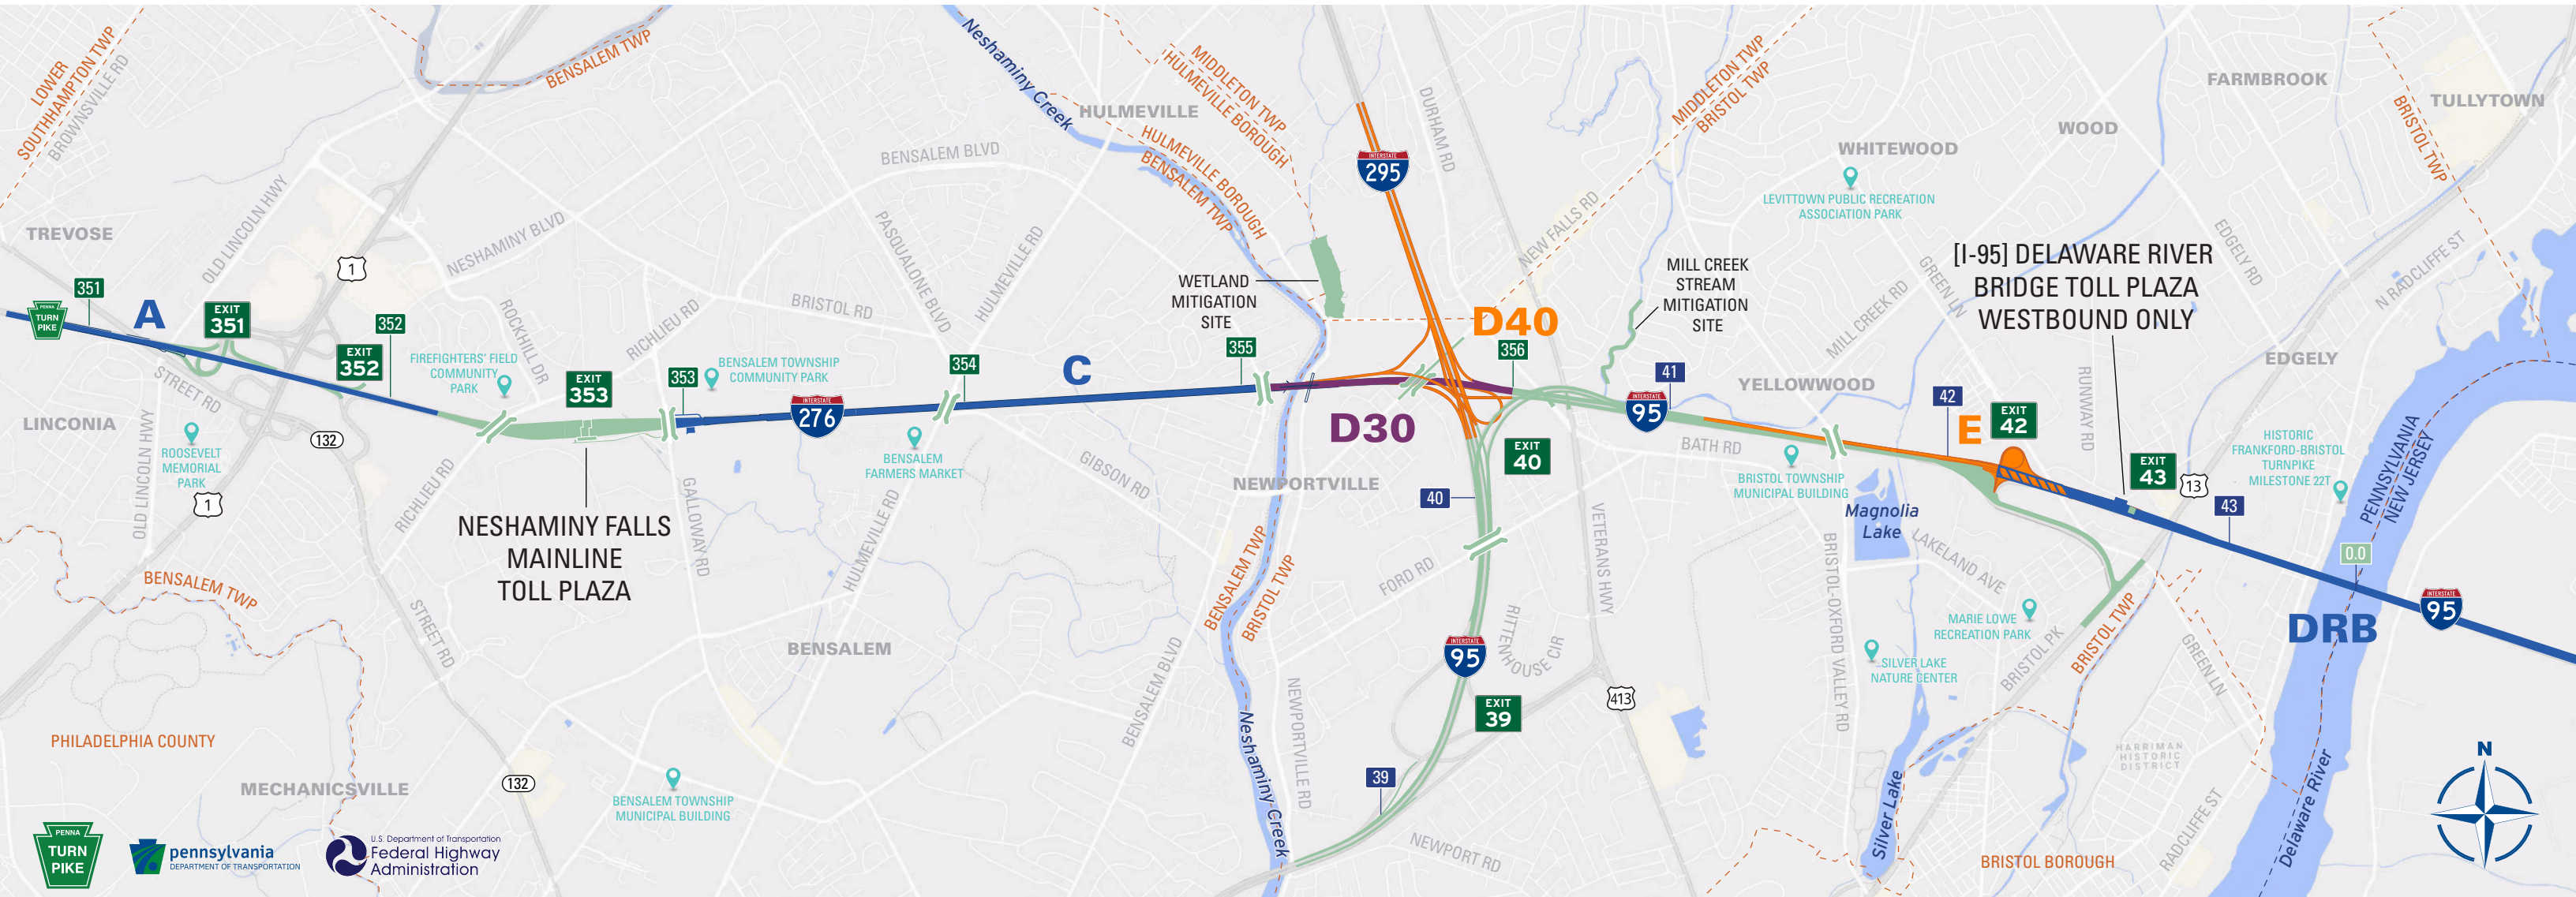 LOWER
SOUTHHAMPTON TWP
BROWNSVILLE RD
BENSALEM TWP
Neshaminy Creek
MIDDLETON TWP
HULMEVILLE BOROUGH
HULMEVILLE
HULMEVILLE BOROUGH
BENSALEM TWP
BENSALEM BLVD
INTERSTATE
295
DURHAM RD
MIDDLETON TWP
BRISTOL TWP
FARMBROOK
TULLYTOWN
BRISTOL TWP
WOOD
WHITEWOOD
LEVITTOWN PUBLIC RECREATION
ASSOCIATION PARK
TREVOSE
OLD LINCOLN HWY
1
NESHAMINY BLVD
PASQUALONE BLVD
HULMEVILLE RD
NEW FALLS RD
GREEN LN
EDGELY RD
N RADCLIFFE ST
[I-95] DELAWARE RIVER
BRIDGE TOLL PLAZA
WESTBOUND ONLY
WETLAND
MITIGATION
SITE
MILL CREEK
STREAM
MITIGATION
SITE
MILL CREEK RD
351
PENNA
TURN
PIKE
A
EXIT
351
352
EXIT
352
ROCKHILL DR
RICHLIEU RD
BRISTOL RD
FIREFIGHTERS' FIELD
COMMUNITY
PARK
EXIT
353
353
BENSALEM TOWNSHIP
COMMUNITY PARK
354
C
355
D40
356
41
YELLOWWOOD
EDGELY
RUNWAY RD
STREET RD
LINCONIA
OLD LINCOLN HWY
ROOSEVELT
MEMORIAL
PARK
1
132
RICHLIEU RD
INTERSTATE
276
BENSALEM
FARMERS MARKET
GIBSON RD
D30
INTERSTATE
95
42
E
EXIT
42
BATH RD
EXIT
40
40
BRISTOL TOWNSHIP
MUNICIPAL BUILDING
Magnolia
Lake
EXIT
43
13
43
HISTORIC
FRANKFORD-BRISTOL
TURNPIKE
MILESTONE 22T
PENNSYLVANIA
NEW JERSEY
NEWPORTVILLE
NESHAMINY FALLS
MAINLINE
TOLL PLAZA
GALLOWAY RD
HULMEVILLE RD
BENSALEM TWP
BRISTOL TWP
FORD RD
VETERANS HWY
BRISTOL-OXFORD VALLEY RD
LAKELAND AVE
0.0
BENSALEM TWP
STREET RD
BENSALEM
BENSALEM BLVD
INTERSTATE
95
RITTENHOUSE CIR
MARIE LOWE
RECREATION PARK
BRISTOL PK
BRISTOL TWP
GREEN LN
DRB
INTERSTATE
95
SILVER LAKE
NATURE CENTER
413
EXIT
39
39
NEWPORTVILLE RD
Neshaminy Creek
PHILADELPHIA COUNTY
MECHANICSVILLE
132
BENSALEM TOWNSHIP
MUNICIPAL BUILDING
HARRIMAN
HISTORIC
DISTRICT
Silver Lake
Delaware River
N
NEWPORT RD
BRISTOL BOROUGH
RADCLIFFE ST
PENNA
TURN
PIKE
pennsylvania
DEPARTMENT OF TRANSPORTATION
U.S. Department of Transportation
Federal Highway
Administration